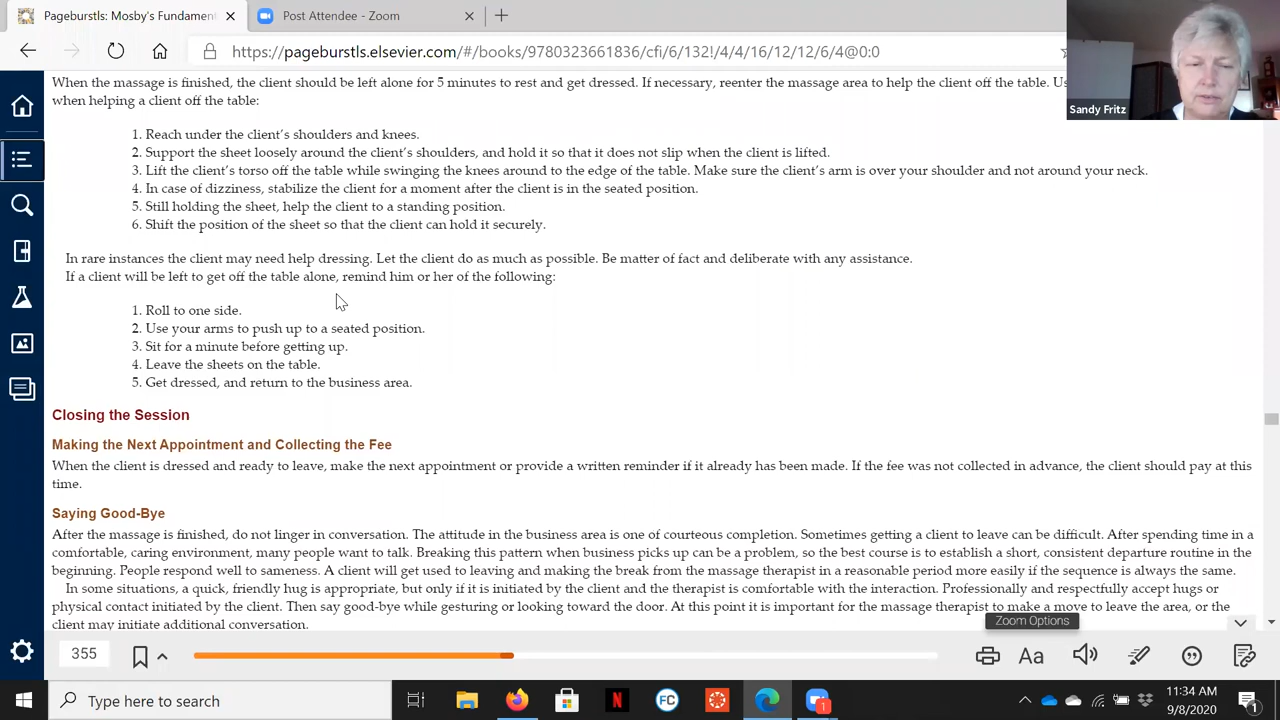 Pageburstls: Mosby's Fundament
Post Attendee - Zoom
https://pageburstls.elsevier.com/#/books/9780323661836/cfi/6/132!/4/4/16/12/12/6/4@0:0
Sandy Fritz
When the massage is finished, the client should be left alone for 5 minutes to rest and get dressed. If necessary, reenter the massage area to help the client off the table.
when helping a client off the table:
1. Reach under the client's shoulders and knees.
2. Support the sheet loosely around the client's shoulders, and hold it so that it does not slip when the client is lifted.
3. Lift the client's torso off the table while swinging the knees around to the edge of the table. Make sure the client's arm is over your shoulder and not around your neck.
4. In case of dizziness, stabilize the client for a moment after the client is in the seated position.
5. Still holding the sheet, help the client to a standing position.
6. Shift the position of the sheet so that the client can hold it securely.
In rare instances the client may need help dressing. Let the client do as much as possible. Be matter of fact and deliberate with any assistance.
If a client will be left to get off the table alone, remind him or her of the following:
1. Roll to one side.
2. Use your arms to push up to a seated position.
3. Sit for a minute before getting up.
4. Leave the sheets on the table.
5. Get dressed, and return to the business area.
Closing the Session
Making the Next Appointment and Collecting the Fee
When the client is dressed and ready to leave, make the next appointment or provide a written reminder if it already has been made. If the fee was not collected in advance, the client should pay at this
time.
Saying Good-Bye
After the massage is finished, do not linger in conversation. The attitude in the business area is one of courteous completion. Sometimes getting a client to leave can be difficult. After spending time in a
comfortable, caring environment, many people want to talk. Breaking this pattern when business picks up can be a problem, so the best course is to establish a short, consistent departure routine in the
beginning. People respond well to sameness. A client will get used to leaving and making the break from the massage therapist in a reasonable period more easily if the sequence is always the same.
In some situations, a quick, friendly hug is appropriate, but only if it is initiated by the client and the therapist is comfortable with the interaction. Professionally and respectfully accept hugs or
physical contact initiated by the client. Then say good-bye while gesturing or looking toward the door. At this point it is important for the massage therapist to make a move to leave the area, or the
client may initiate additional conversation.
Zoom Options
355
Aa
Type here to search
N
FC
1
11:34 AM
9/8/2020
1